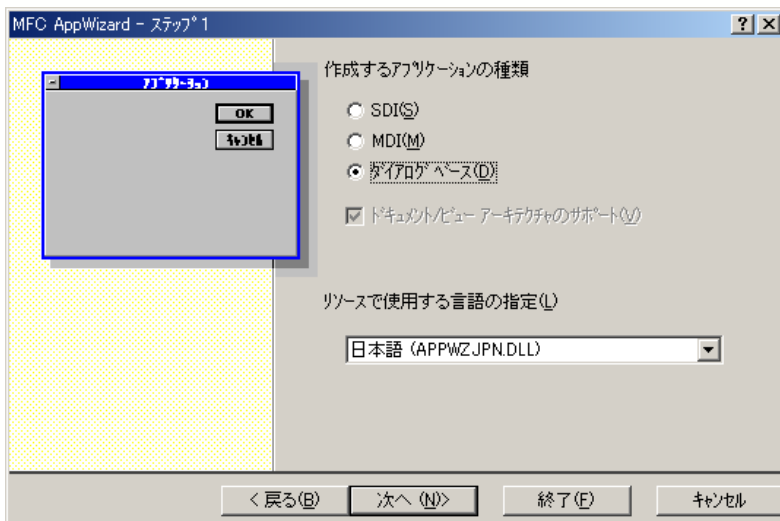 MFC AppWizard - ｽﾃｯﾌﾟ 1
作成するｱﾌﾟﾘｹｰｼｮﾝの種類
ｱﾌﾟﾘｹｰｼｮﾝ
OK
ｷｬﾝｾﾙ
SDI(S)
MDI(M)
ﾀﾞｲｱﾛｸﾞ ﾍﾞｰｽ(D)
ﾄﾞｷｭﾒﾝﾄ/ﾋﾞｭｰ ｱｰｷﾃｸﾁｬのｻﾎﾟｰﾄ(V)
ﾘｿｰｽで使用する言語の指定(L)
日本語 (APPWZJPN.DLL)
< 戻る(B)
次へ (N)>
終了(F)
ｷｬﾝｾﾙ